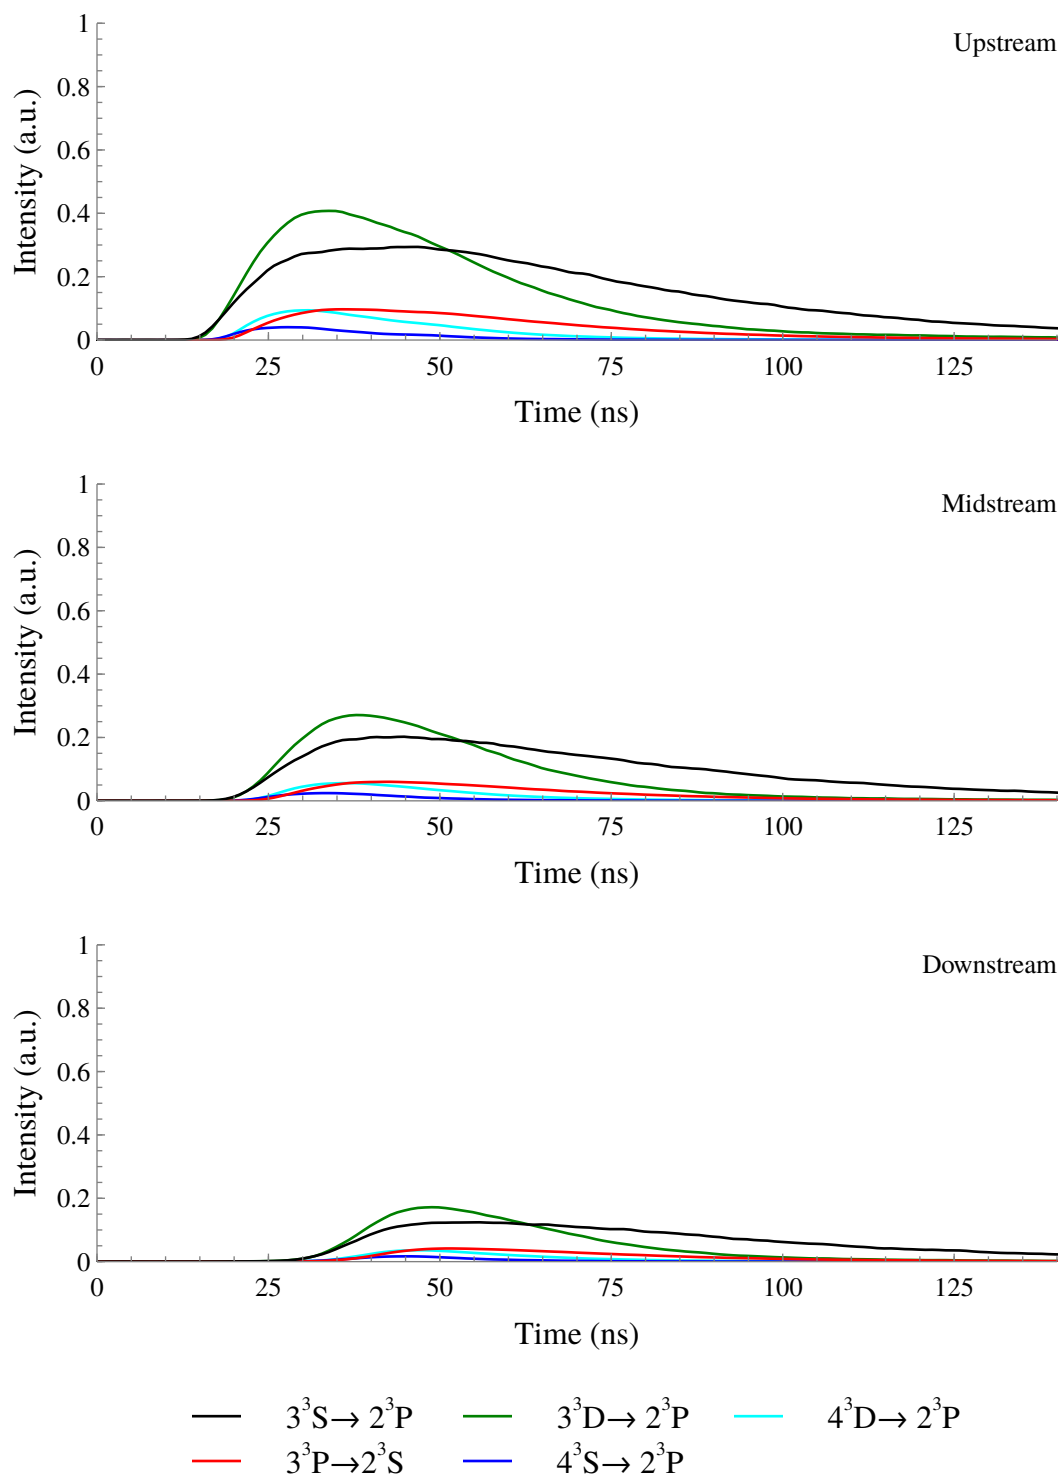 1
Upstream
0.8
0.6
0.4
0.2
0
Intensity (a.u.)
0 25 50 75 100 125
Time (ns)
1
Midstream
0.8
0.6
0.4
0.2
0
Intensity (a.u.)
0 25 50 75 100 125
Time (ns)
1
Downstream
0.8
0.6
0.4
0.2
0
Intensity (a.u.)
0 25 50 75 100 125
Time (ns)
3³S→ 2³P 3³D→ 2³P 4³D→ 2³P
3³P→2³S 4³S→ 2³P